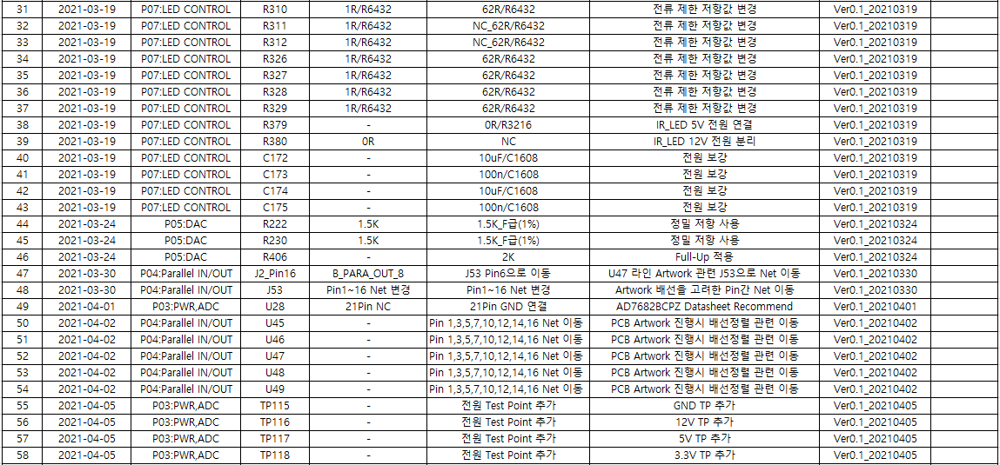 31 2021-03-19 P07:LED CONTROL R310 1R/R6432 62R/R6432 전류 제한 저항값 변경 Ver0.1_20210319
32 2021-03-19 P07:LED CONTROL R311 1R/R6432 NC_62R/R6432 전류 제한 저항값 변경 Ver0.1_20210319
33 2021-03-19 P07:LED CONTROL R312 1R/R6432 NC_62R/R6432 전류 제한 저항값 변경 Ver0.1_20210319
34 2021-03-19 P07:LED CONTROL R326 1R/R6432 62R/R6432 전류 제한 저항값 변경 Ver0.1_20210319
35 2021-03-19 P07:LED CONTROL R327 1R/R6432 62R/R6432 전류 제한 저항값 변경 Ver0.1_20210319
36 2021-03-19 P07:LED CONTROL R328 1R/R6432 62R/R6432 전류 제한 저항값 변경 Ver0.1_20210319
37 2021-03-19 P07:LED CONTROL R329 1R/R6432 62R/R6432 전류 제한 저항값 변경 Ver0.1_20210319
38 2021-03-19 P07:LED CONTROL R379 - 0R/R3216 IR_LED 5V 전원 연결 Ver0.1_20210319
39 2021-03-19 P07:LED CONTROL R380 0R NC IR_LED 12V 전원 분리 Ver0.1_20210319
40 2021-03-19 P07:LED CONTROL C172 - 10uF/C1608 전원 보강 Ver0.1_20210319
41 2021-03-19 P07:LED CONTROL C173 - 100n/C1608 전원 보강 Ver0.1_20210319
42 2021-03-19 P07:LED CONTROL C174 - 10uF/C1608 전원 보강 Ver0.1_20210319
43 2021-03-19 P07:LED CONTROL C175 - 100n/C1608 전원 보강 Ver0.1_20210319
44 2021-03-24 P05:DAC R222 1.5K 1.5K_F급(1%) 정밀 저항 사용 Ver0.1_20210324
45 2021-03-24 P05:DAC R230 1.5K 1.5K_F급(1%) 정밀 저항 사용 Ver0.1_20210324
46 2021-03-24 P05:DAC R406 - 2K Full-Up 적용 Ver0.1_20210324
47 2021-03-30 P04:Parallel IN/OUT J2_Pin16 B_PARA_OUT_8 J53 Pin6으로 이동 U47 라인 Artwork 관련 J53으로 Net 이동 Ver0.1_20210330
48 2021-03-30 P04:Parallel IN/OUT J53 Pin1~16 Net 변경 Pin1~16 Net 변경 Artwork 배선을 고려한 Pin간 Net 이동 Ver0.1_20210330
49 2021-04-01 P03:PWR,ADC U28 21Pin NC 21Pin GND 연결 AD7682BCPZ Datasheet Recommend Ver0.1_20210401
50 2021-04-02 P04:Parallel IN/OUT U45 - Pin 1,3,5,7,10,12,14,16 Net 이동 PCB Artwork 진행시 배선정렬 관련 이동 Ver0.1_20210402
51 2021-04-02 P04:Parallel IN/OUT U46 - Pin 1,3,5,7,10,12,14,16 Net 이동 PCB Artwork 진행시 배선정렬 관련 이동 Ver0.1_20210402
52 2021-04-02 P04:Parallel IN/OUT U47 - Pin 1,3,5,7,10,12,14,16 Net 이동 PCB Artwork 진행시 배선정렬 관련 이동 Ver0.1_20210402
53 2021-04-02 P04:Parallel IN/OUT U48 - Pin 1,3,5,7,10,12,14,16 Net 이동 PCB Artwork 진행시 배선정렬 관련 이동 Ver0.1_20210402
54 2021-04-02 P04:Parallel IN/OUT U49 - Pin 1,3,5,7,10,12,14,16 Net 이동 PCB Artwork 진행시 배선정렬 관련 이동 Ver0.1_20210402
55 2021-04-05 P03:PWR,ADC TP115 - 전원 Test Point 추가 GND TP 추가 Ver0.1_20210405
56 2021-04-05 P03:PWR,ADC TP116 - 전원 Test Point 추가 12V TP 추가 Ver0.1_20210405
57 2021-04-05 P03:PWR,ADC TP117 - 전원 Test Point 추가 5V TP 추가 Ver0.1_20210405
58 2021-04-05 P03:PWR,ADC TP118 - 전원 Test Point 추가 3.3V TP 추가 Ver0.1_20210405